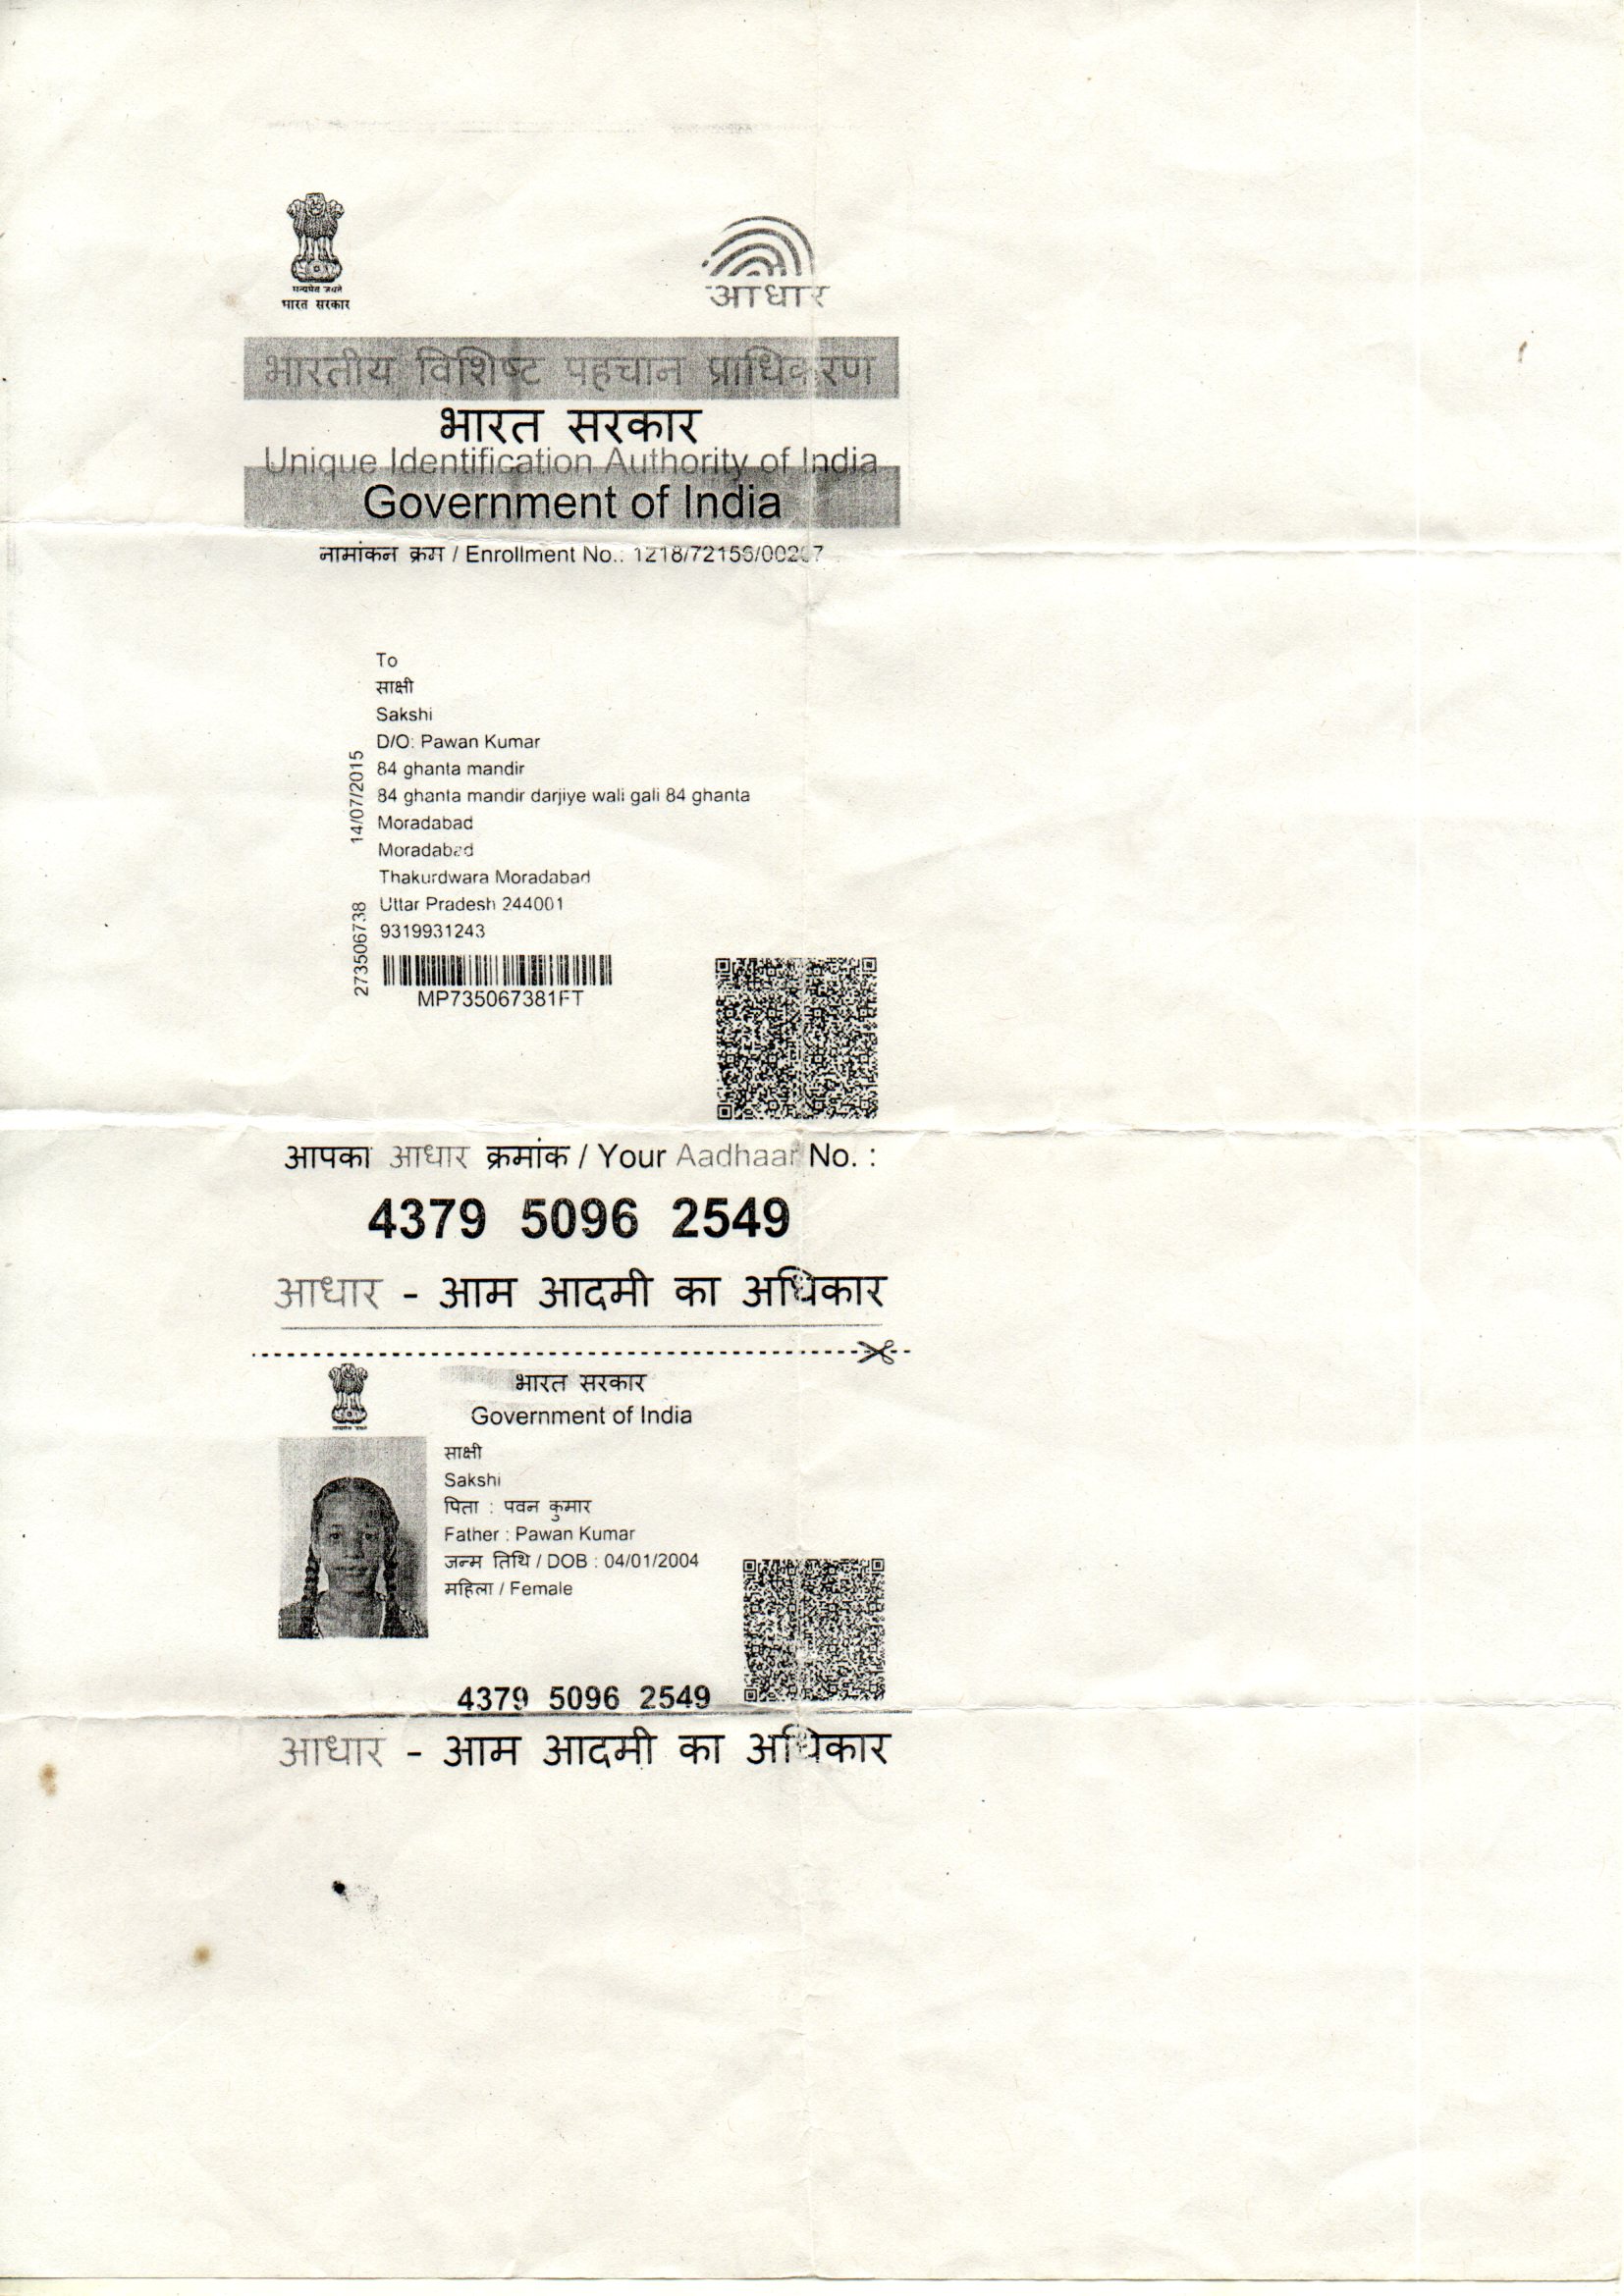 भारत सरकार
आधार
भारतीय विशिष्ट पहचान प्राधिकरण
भारत सरकार
Unique Identification Authority of India
Government of India
नामांकन क्रम / Enrollment No.: 1218/72156/
To
साक्षी
Sakshi
D/O: Pawan Kumar
84 ghanta mandir
84 ghanta mandir darjiye wali gali 84 ghanta
Moradabad
Moradabad
Thakurdwara Moradabad
Uttar Pradesh 244001
9319931243
14/07/2015
273506738
MP735067381FT
आपका आधार क्रमांक / Your Aadhaar No. :
4379 5096 2549
आधार - आम आदमी का अधिकार
भारत सरकार
Government of India
साक्षी
Sakshi
पिता : पवन कुमार
Father : Pawan Kumar
जन्म तिथि / DOB : 04/01/2004
महिला / Female
4379 5096 2549
आधार - आम आदमी का अधिकार